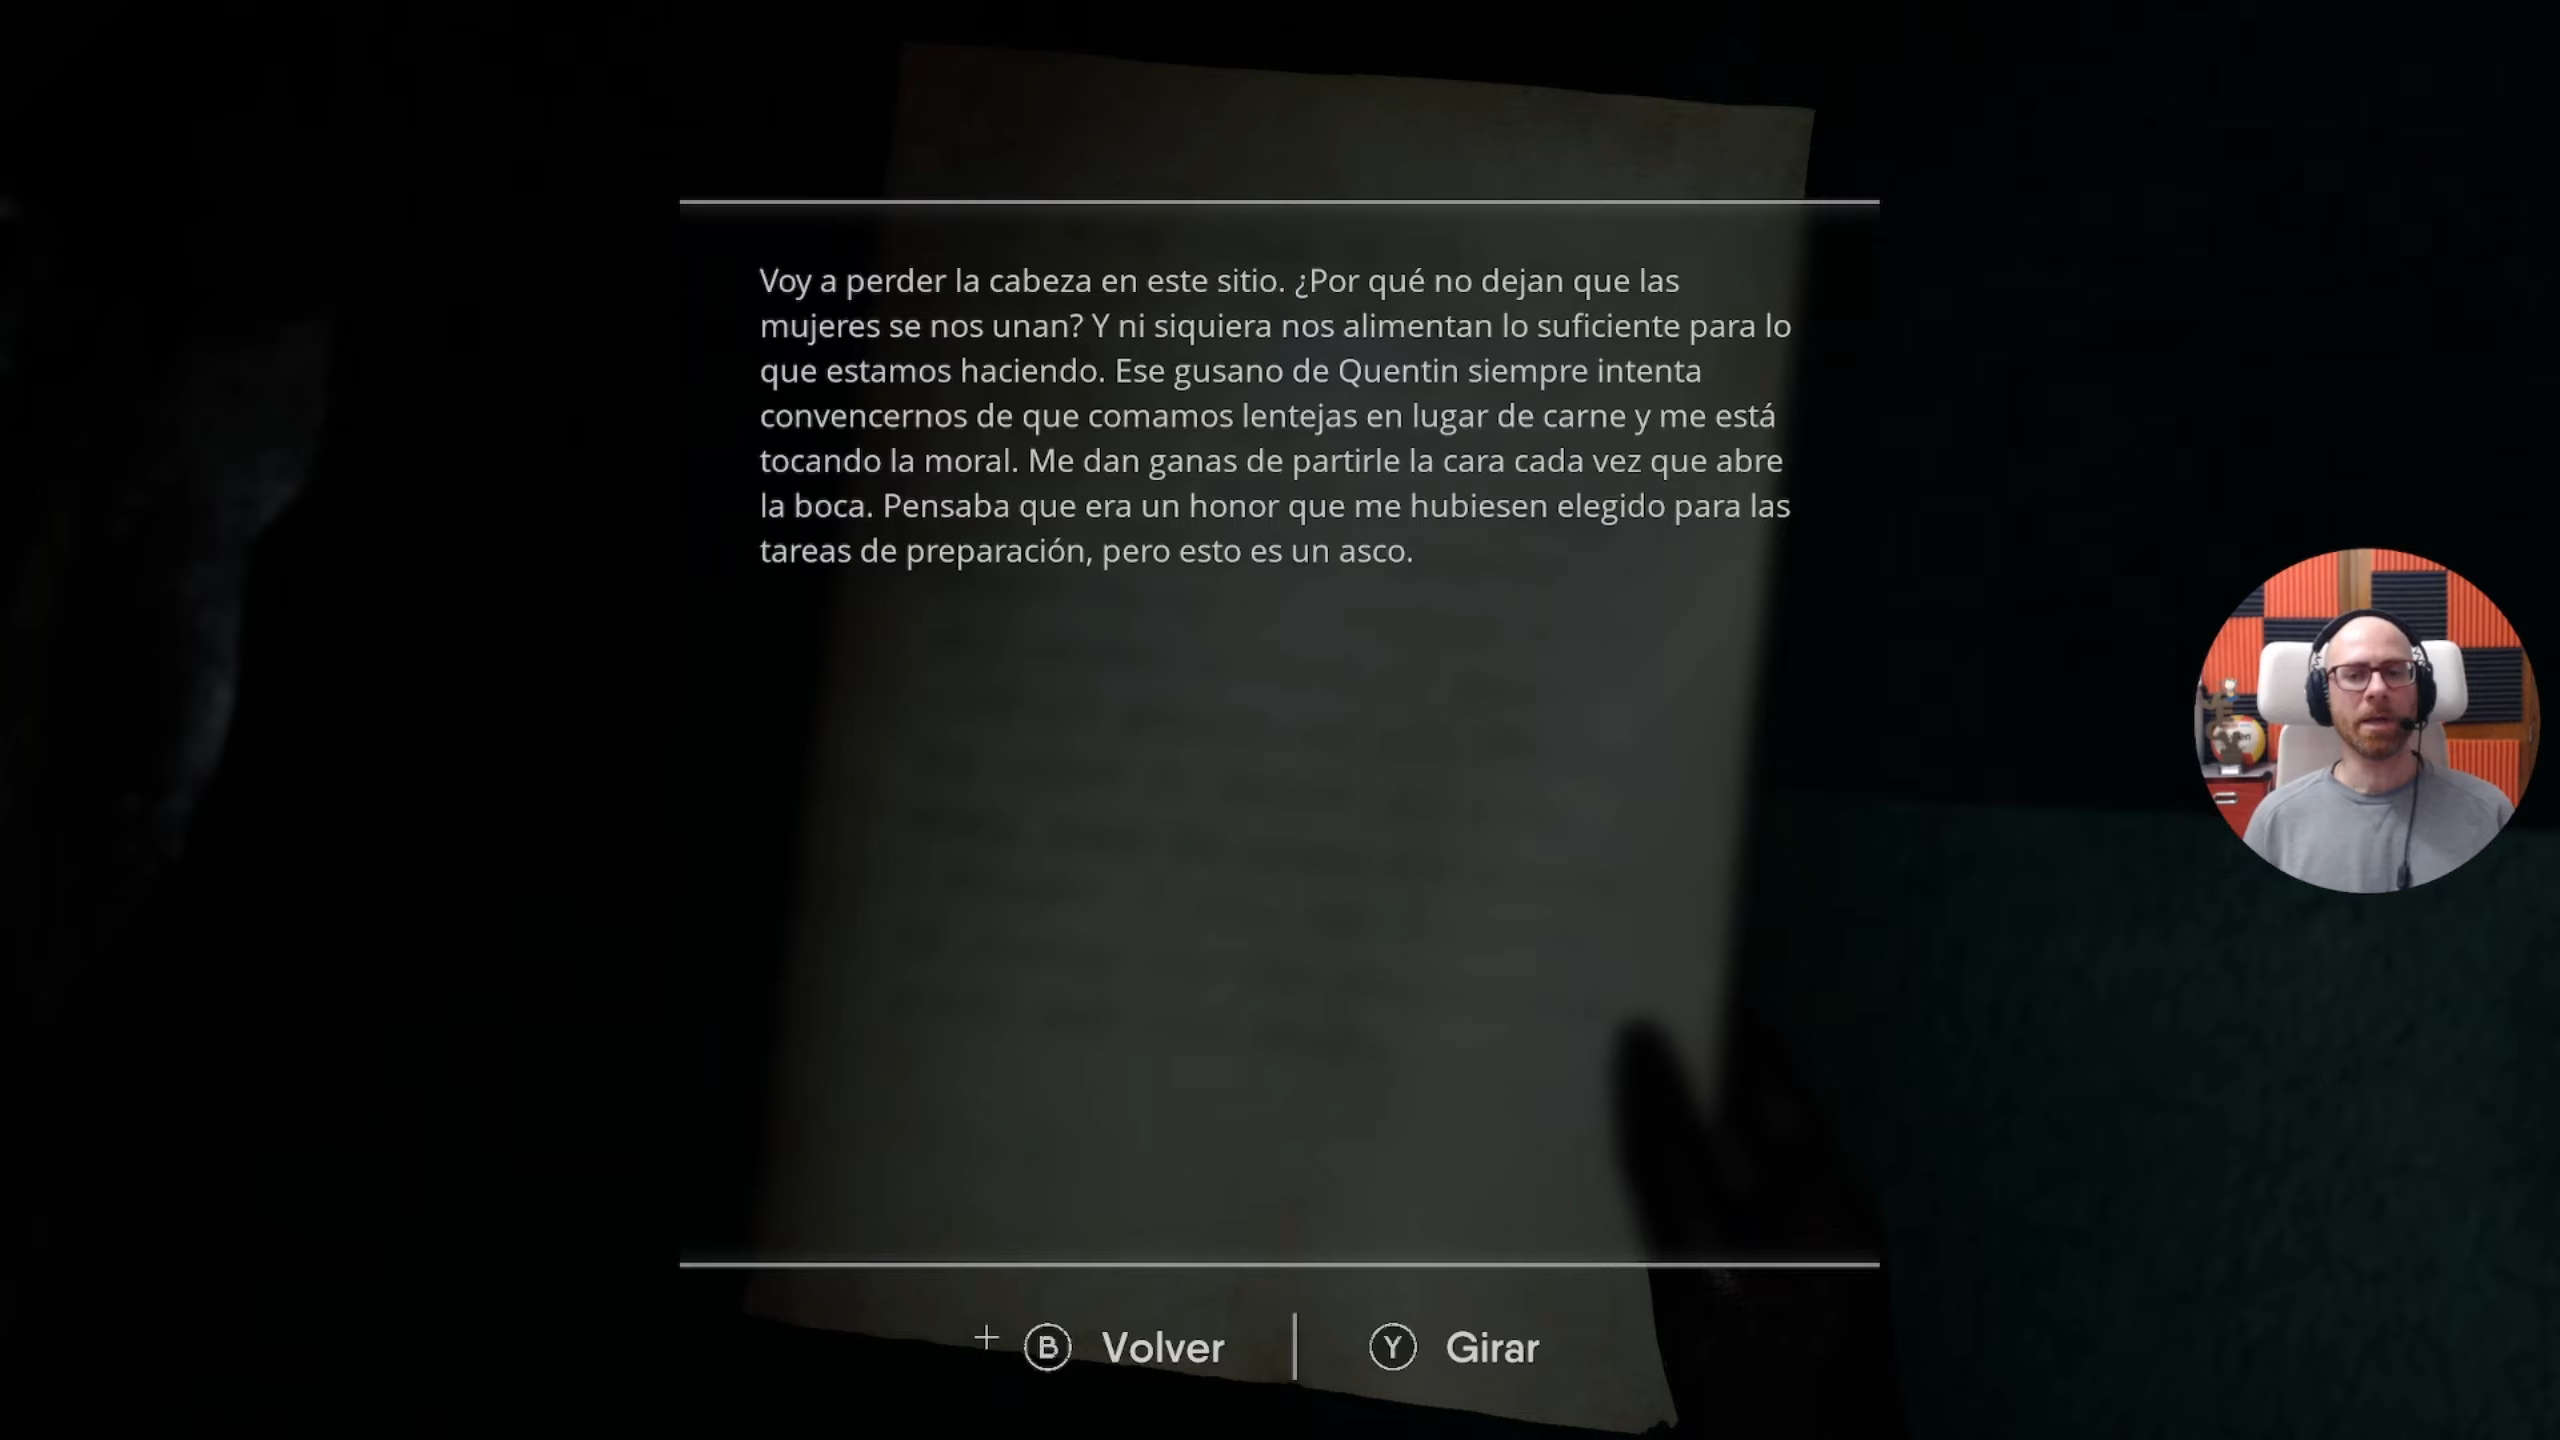 Voy a perder la cabeza en este sitio. ¿Por qué no dejan que las
mujeres se nos unan? Y ni siquiera nos alimentan lo suficiente para lo
que estamos haciendo. Ese gusano de Quentin siempre intenta
convencernos de que comamos lentejas en lugar de carne y me está
tocando la moral. Me dan ganas de partirle la cara cada vez que abre
la boca. Pensaba que era un honor que me hubiesen elegido para las
tareas de preparación, pero esto es un asco.
B Volver | Y Girar